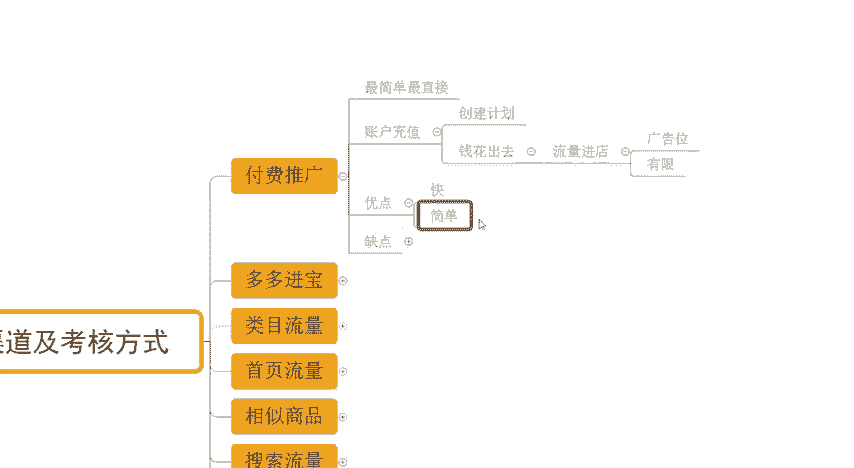 最简单最直接
创建计划
账户充值
广告位
钱花出去
流量进店
有限
付费推广
快
优点
简单
缺点
多多进宝
类目流量
道及考核方式
首页流量
相似商品
搜索流量